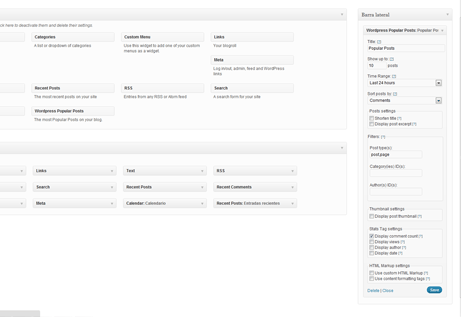 lick here to deactivate them and delete their settings
Categories
A list or dropdown of categories
Custom Menu
Use this widget to add one of your custom
menus as a widget
Links
Your blogroll
Meta
Log in/out, admin, feed and WordPress
links
Recent Posts
The most recent posts on your site
RSS
Entries from any RSS or Atom feed
Search
A search form for your site
Wordpress Popular Posts
The most Popular Posts on your blog
Links
Text
RSS
Search
Recent Posts
Recent Comments
Meta
Calendar: Calendario
Recent Posts: Entradas recientes
Barra lateral
Wordpress Popular Posts: Popular Po
Title: [?]
Popular Posts
Show up to: [?]
10 posts
Time Range: [?]
Last 24 hours
Sort posts by: [?]
Comments
Posts settings
Shorten title [?]
Display post excerpt [?]
Filters: [?]
Post type(s):
post,page
Category(ies) ID(s):
Author(s) ID(s):
Thumbnail settings
Display post thumbnail [?]
Stats Tag settings
Display comment count [?]
Display views [?]
Display author [?]
Display date [?]
HTML Markup settings
Use custom HTML Markup [?]
Use content formatting tags [?]
Delete | Close
Save